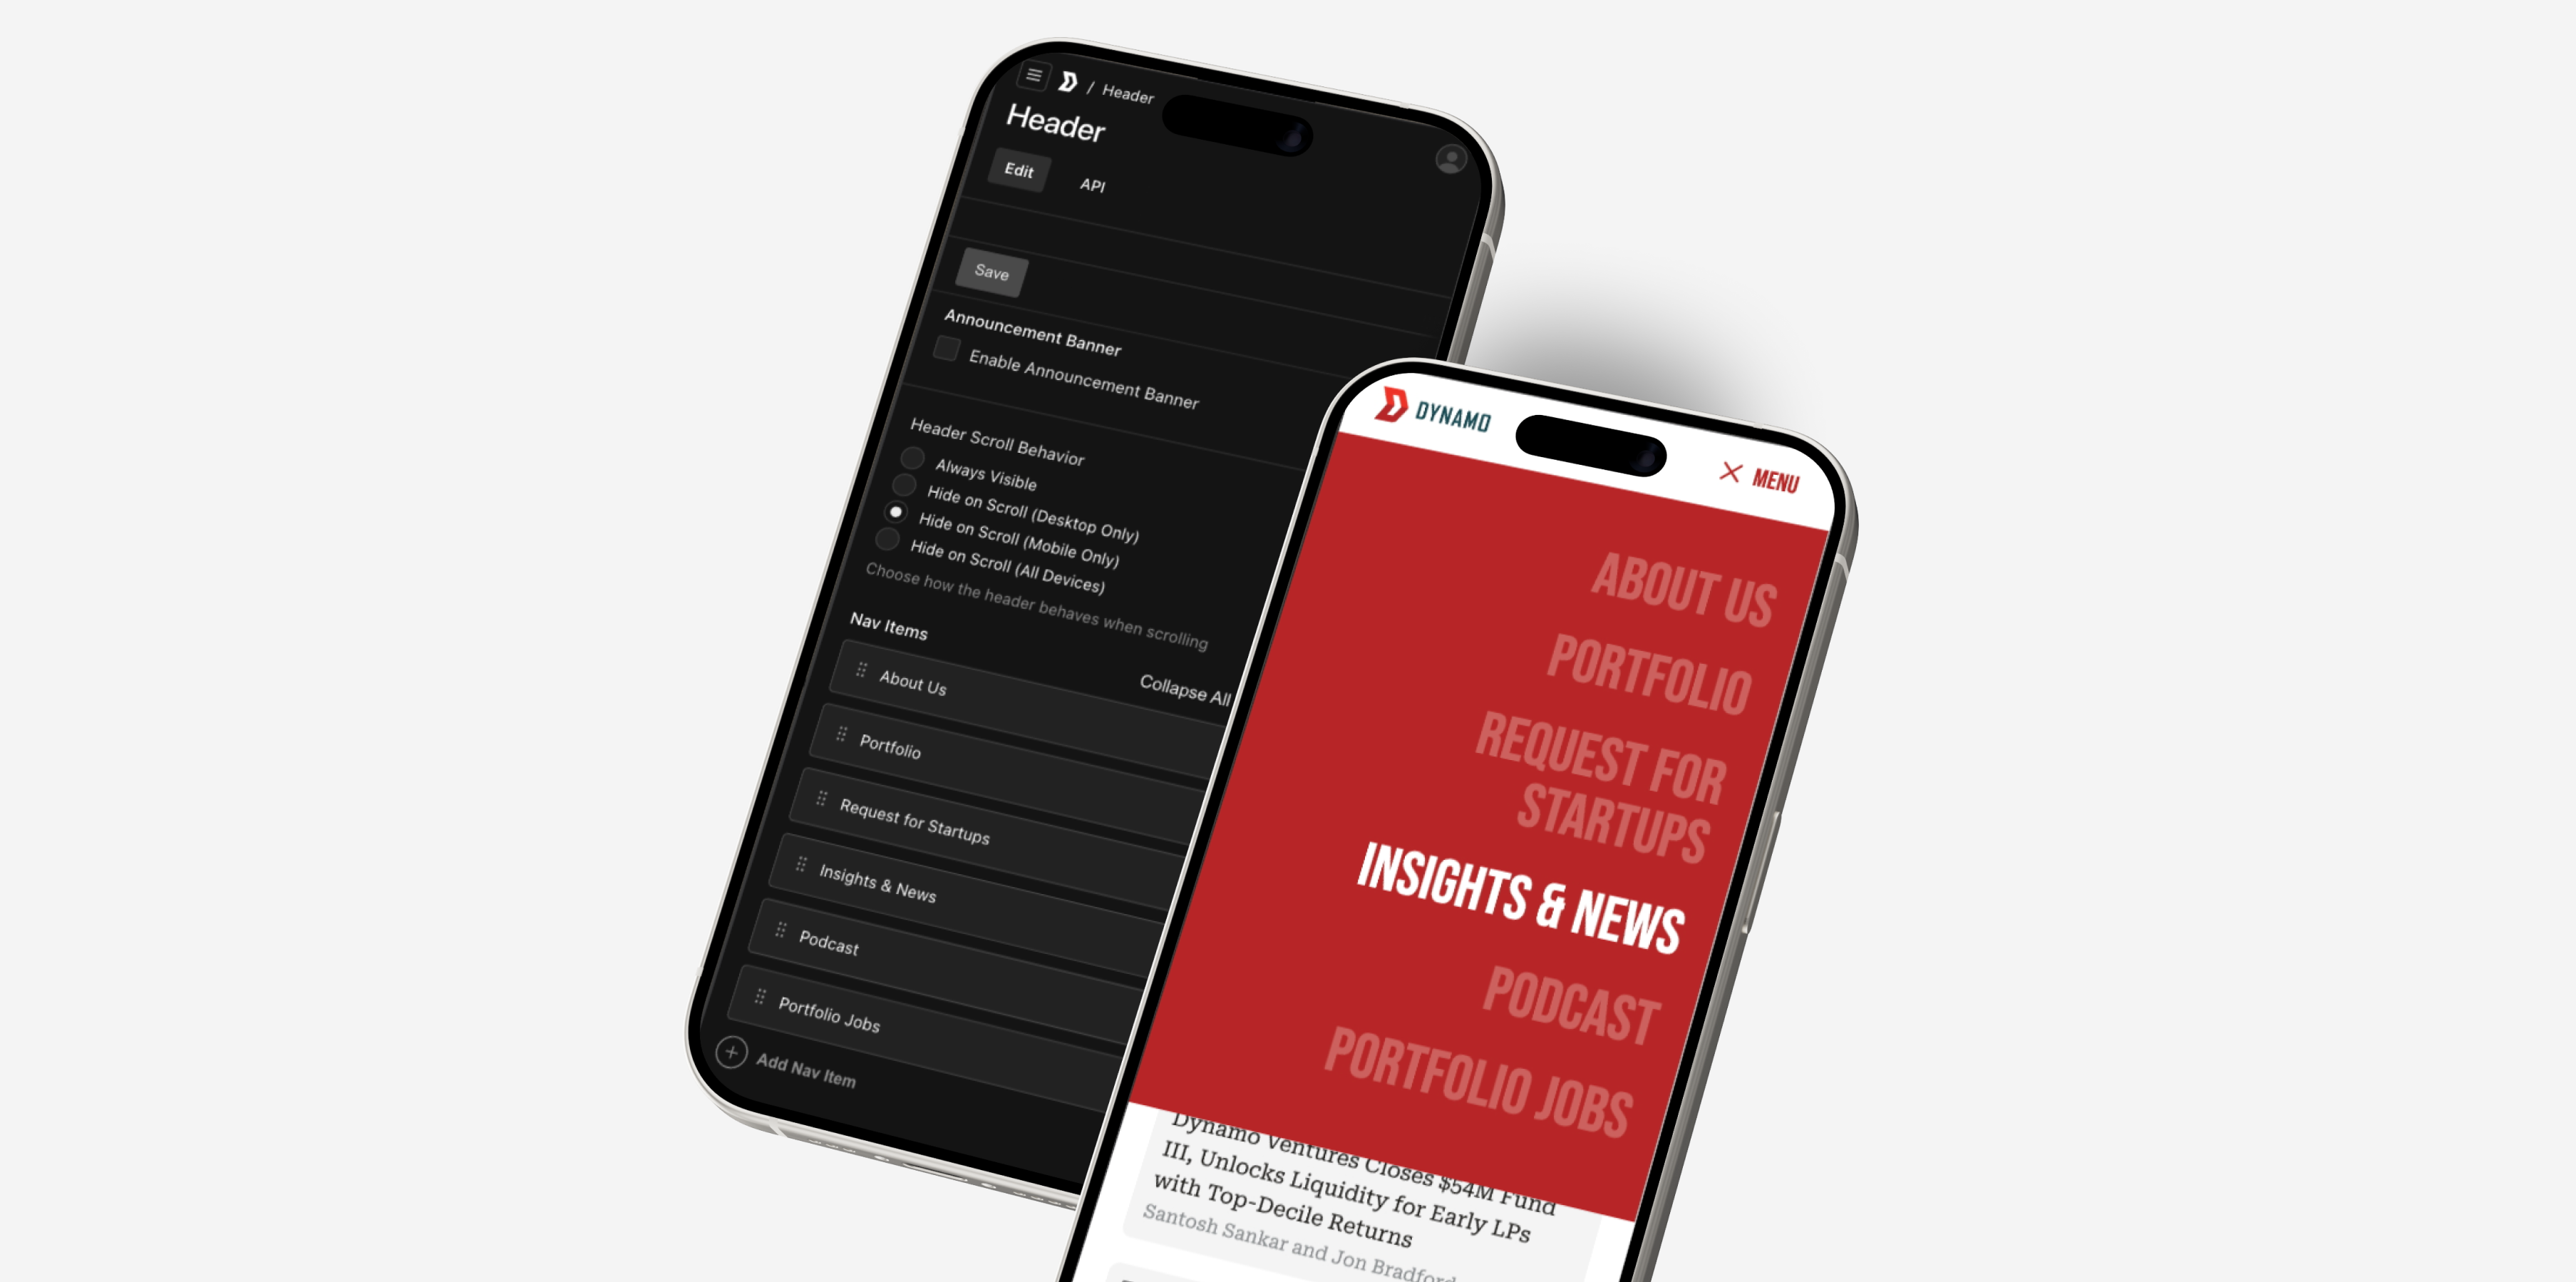 / Header
Header
Edit
API
Save
Announcement Banner
Enable Announcement Banner
Header Scroll Behavior
Always Visible
Hide on Scroll (Desktop Only)
Hide on Scroll (Mobile Only)
Hide on Scroll (All Devices)
Choose how the header behaves when scrolling
Nav Items
Collapse All
About Us
Portfolio
Request for Startups
Insights & News
Podcast
Portfolio Jobs
Add Nav Item
DYNAMO
MENU
ABOUT US
PORTFOLIO
REQUEST FOR
STARTUPS
INSIGHTS & NEWS
PODCAST
PORTFOLIO JOBS
Dynamo Ventures Closes $54M Fund
III, Unlocks Liquidity for Early LPs
with Top-Decile Returns
Santosh Sankar and Jon Bradford